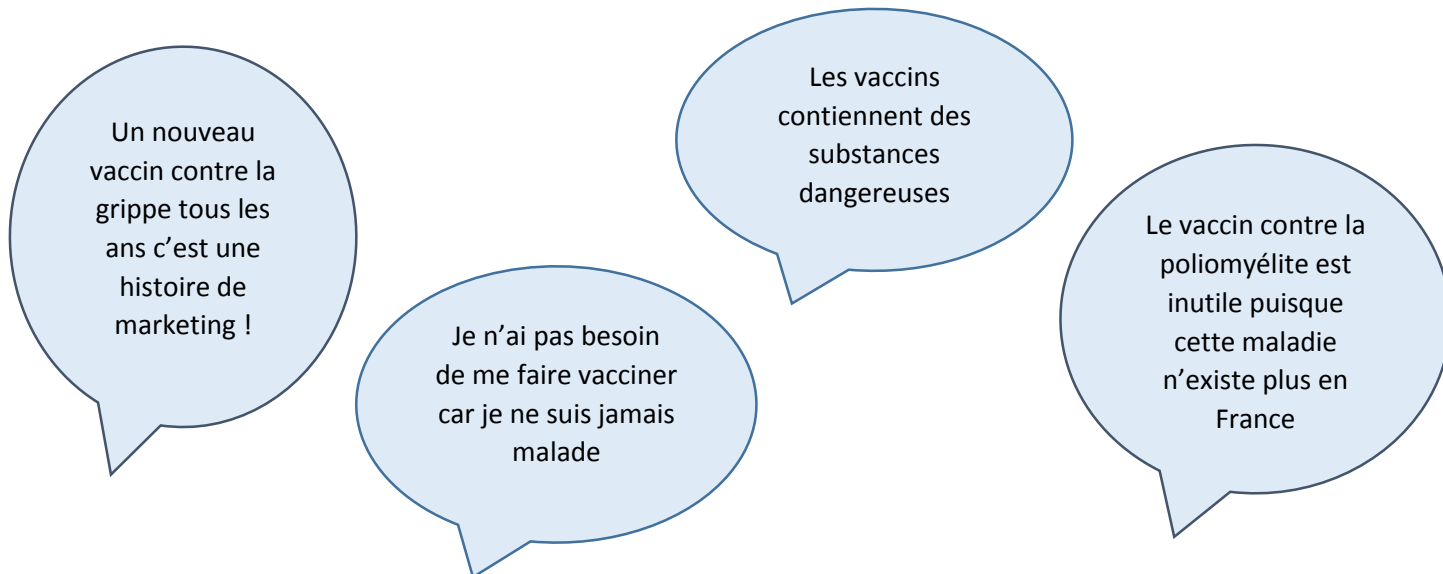 Un nouveau
vaccin contre la
grippe tous les
ans c’est une
histoire de
marketing !
Je n’ai pas besoin
de me faire vacciner
car je ne suis jamais
malade
Les vaccins
contiennent des
substances
dangereuses
Le vaccin contre la
poliomyélite est
inutile puisque
cette maladie
n’existe plus en
France